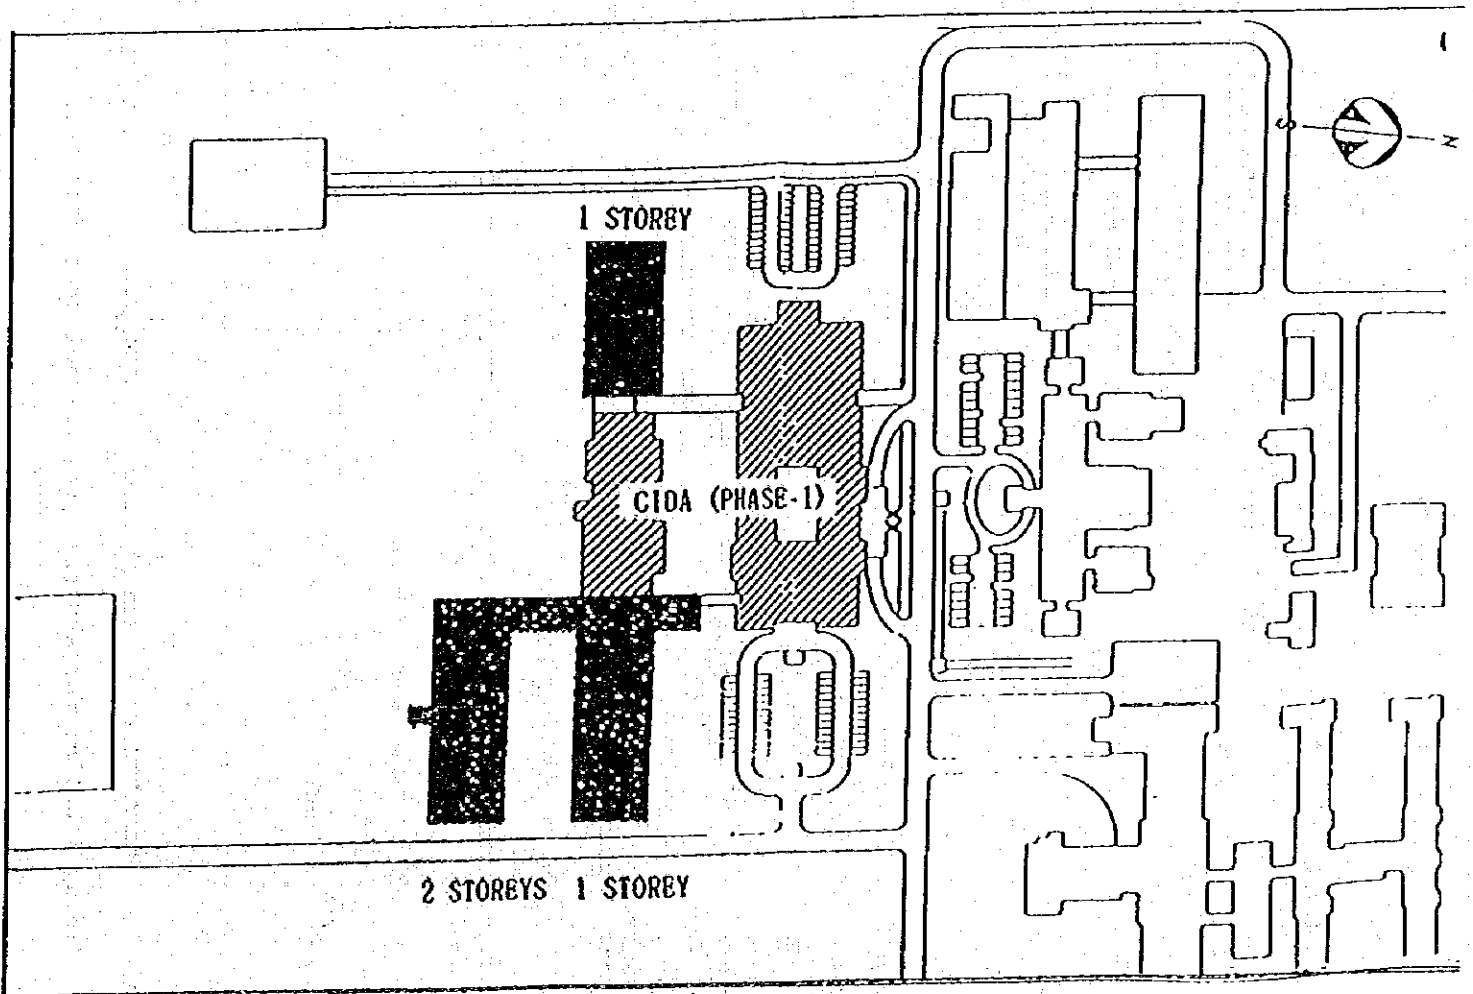 S
N
1 STOREY
CIDA (PHASE-1)
2 STOREYS 1 STOREY